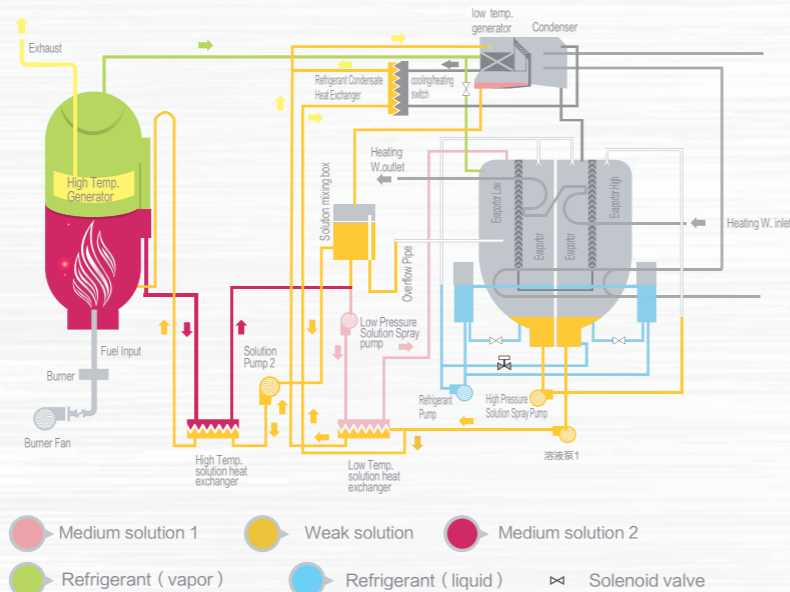 low temp.
generator
Condenser
Exhaust
Refrigerant Condensate
Heat Exchanger
cooling/heating
switch
Heating
W.outlet
High Temp.
Generator
Solution mixing box
Evaporator Low
Evaportor
Evaportor
Evaporator High
Heating W. inlet
Overflow Pipe
Low Pressure
Solution Spray
pump
Fuel Input
Solution
Pump 2
Burner
Refrigerant
Pump
High Pressure
Solution Spray Pump
Burner Fan
High Temp.
solution heat
exchanger
Low Temp.
solution heat
exchanger
溶液泵1
Medium solution 1
Weak solution
Medium solution 2
Refrigerant ( vapor )
Refrigerant ( liquid )
Solenoid valve